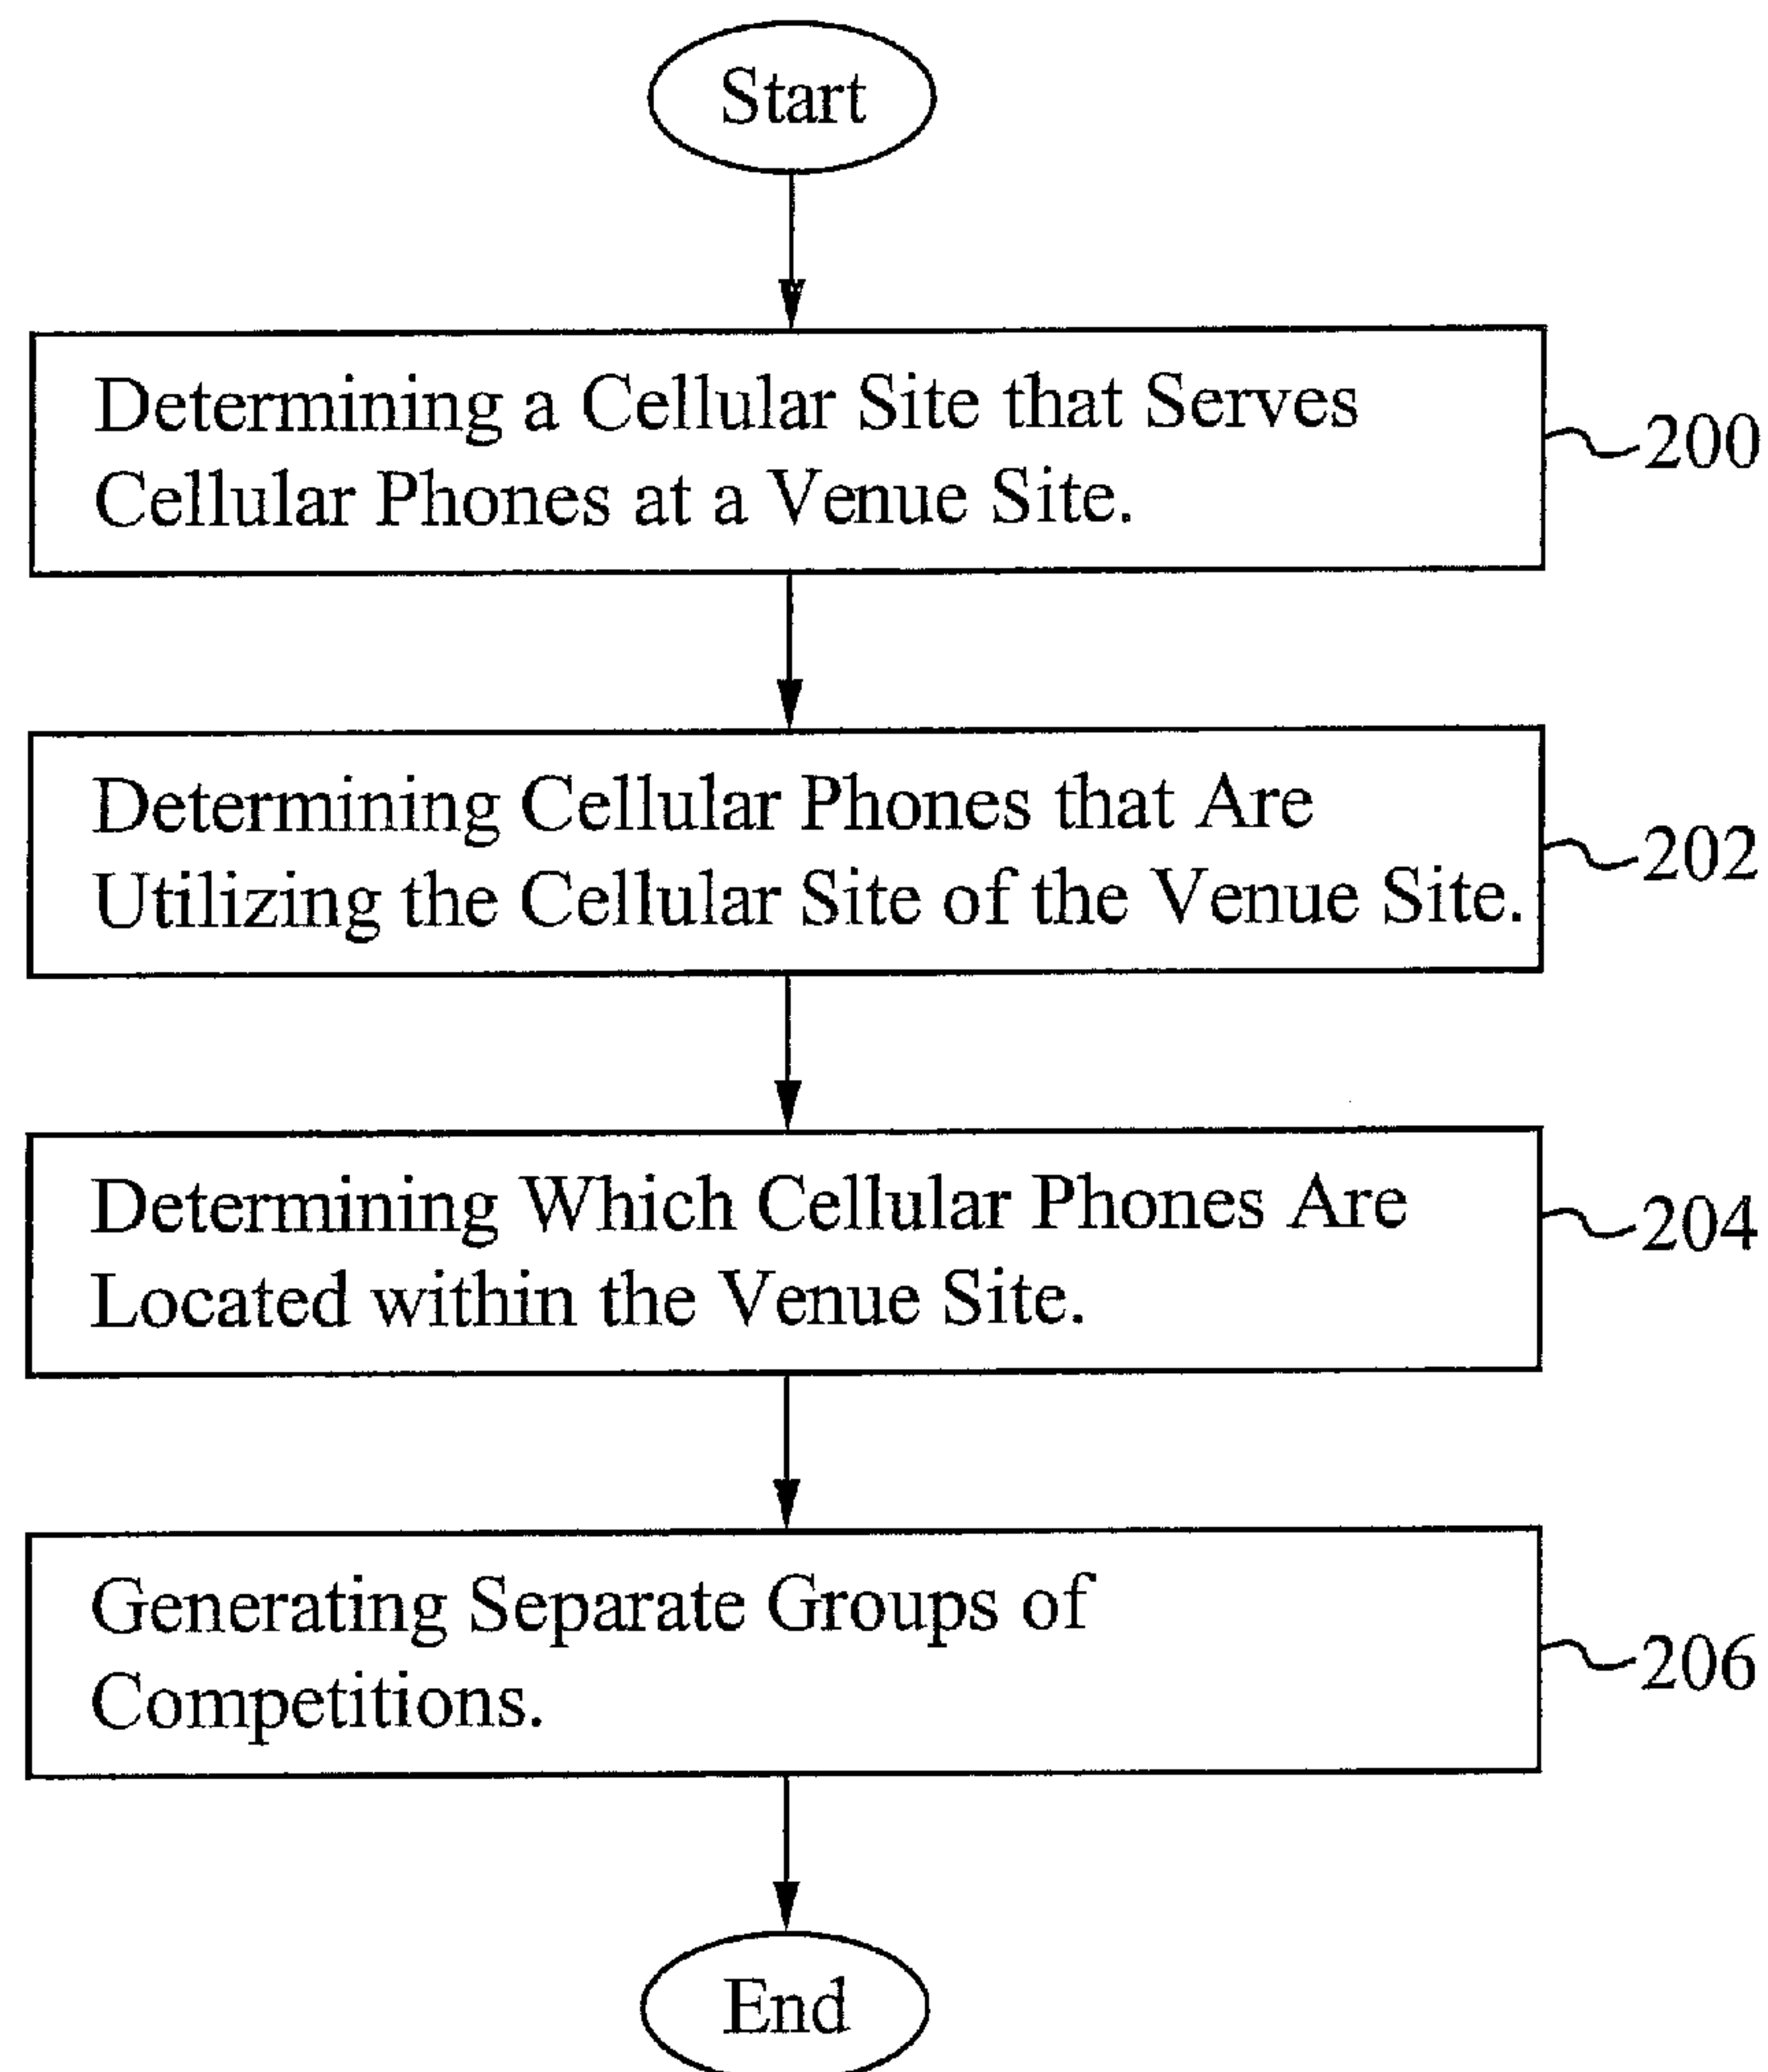 Start
Determining a Cellular Site that Serves
Cellular Phones at a Venue Site.
200
Determining Cellular Phones that Are
Utilizing the Cellular Site of the Venue Site.
202
Determining Which Cellular Phones Are
Located within the Venue Site.
204
Generating Separate Groups of
Competitions.
206
End